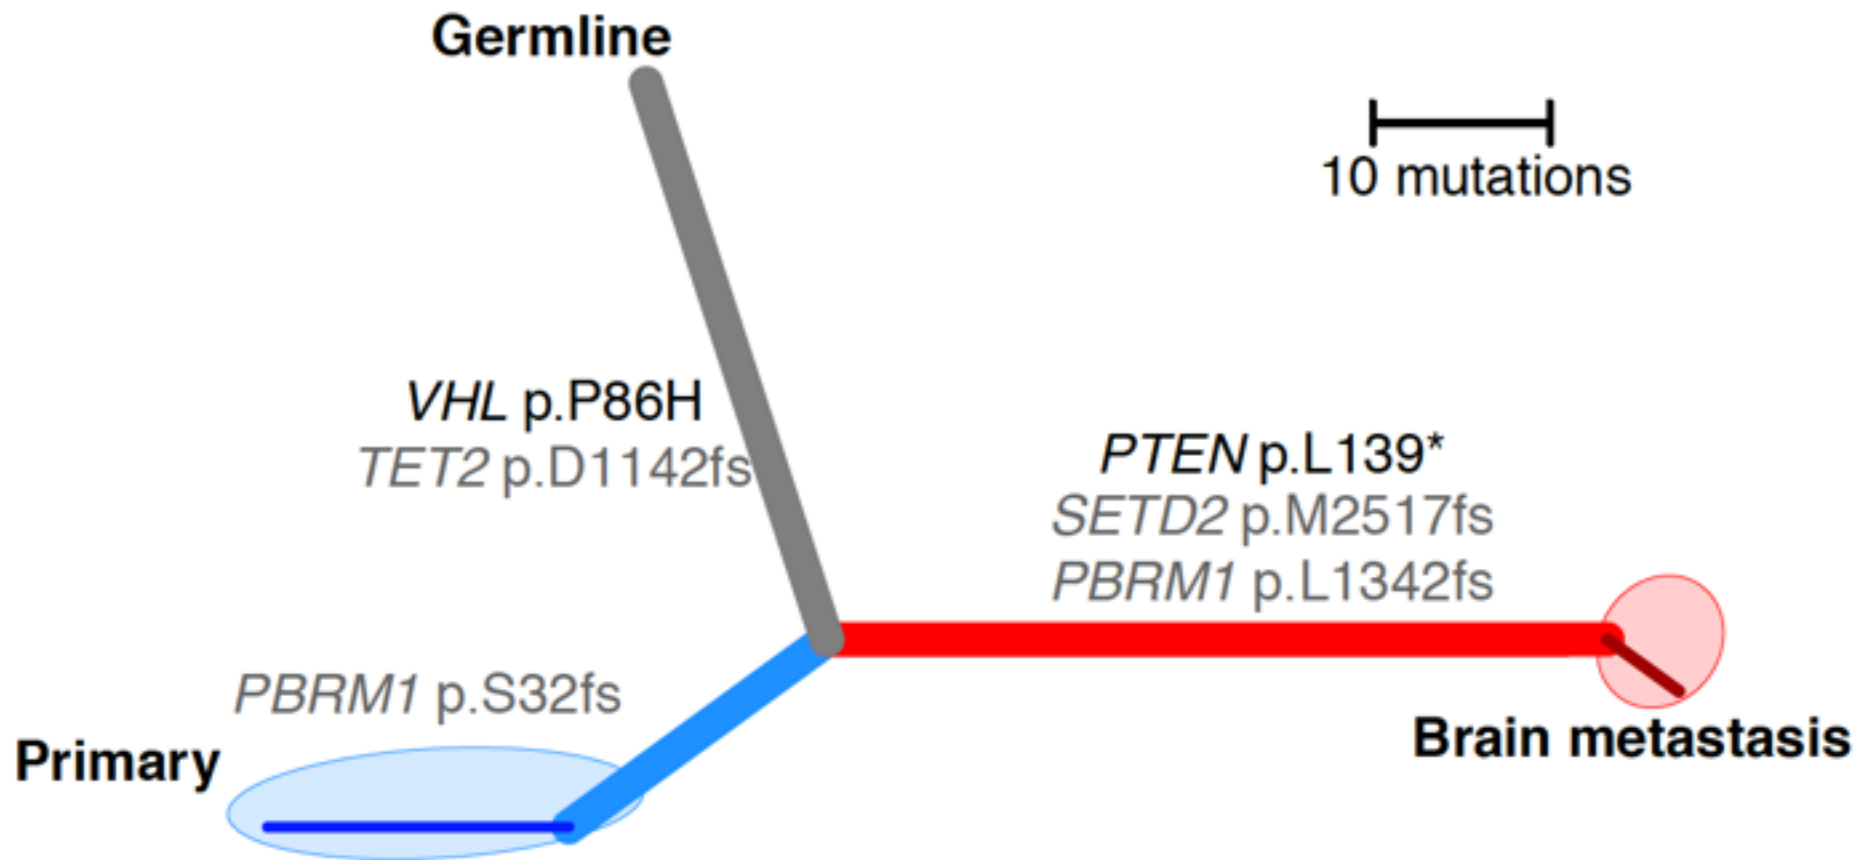 Germline
10 mutations
VHL p.P86H
TET2 p.D1142fs
PTEN p.L139*
SETD2 p.M2517fs
PBRM1 p.L1342fs
PBRM1 p.S32fs
Primary
Brain metastasis